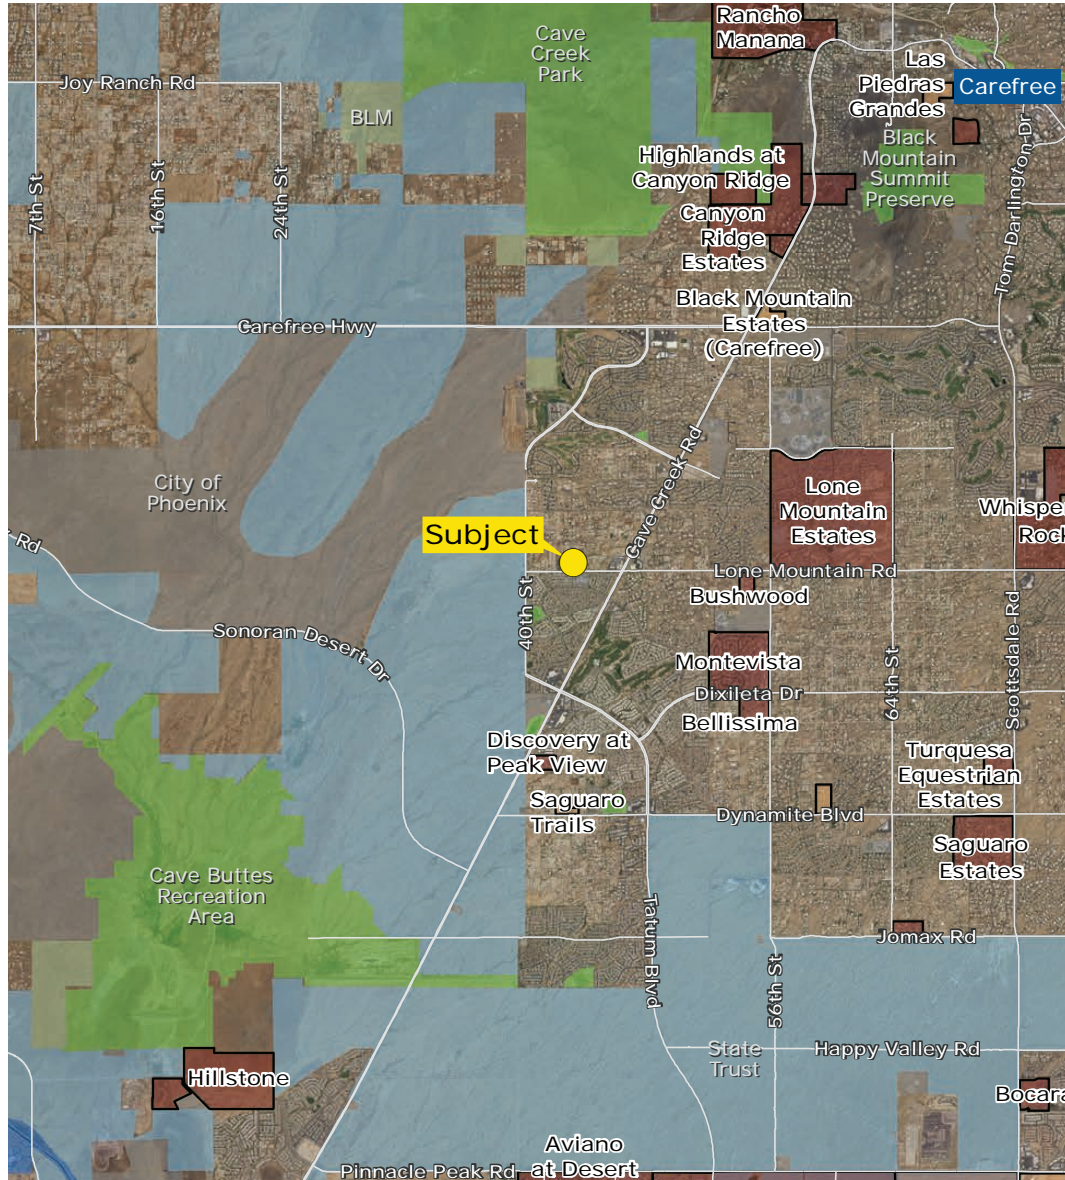 Rancho
Manana
Cave
Creek
Park
Las
Piedras
Grandes
Carefree
Joy Ranch Rd
BLM
Black
Mountain
Summit
Preserve
Highlands at
Canyon Ridge
7th St
16th St
24th St
Tom Darlington Dr
Canyon
Ridge
Estates
Black Mountain
Estates
(Carefree)
Carefree Hwy
Cave Creek Rd
City of
Phoenix
Lone
Mountain
Estates
Rock
Subject
Rd
Lone Mountain Rd
Bushwood
40th St
Sonoran Desert Dr
Montevista
64th St
Scottsdale Rd
Dixileta Dr
Bellissima
Discovery at
Peak View
Turquesa
Equestrian
Estates
Saguaro
Trails
Dynamite Blvd
Saguaro
Estates
Cave Buttes
Recreation
Area
Tatum Blvd
Jomax Rd
56th St
State
Trust
Happy Valley Rd
Hillstone
Bocara
Aviano
at Desert
Pinnacle Peak Rd